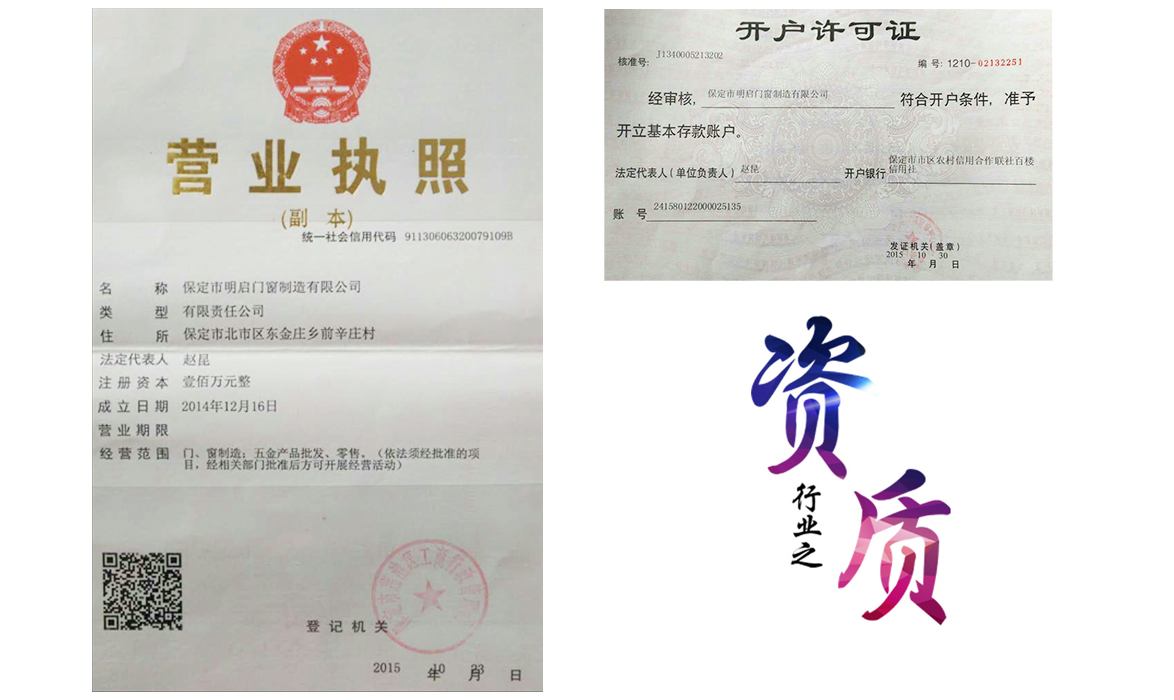 营业执照
(副 本)
统一社会信用代码 91130606320079109B
名 称 保定市明启门窗制造有限公司
类 型 有限责任公司
住 所 保定市北市区东金庄乡前辛庄村
法定代表人 赵昆
注册资本 壹佰万元整
成立日期 2014年12月16日
营业期限
经营范围 门、窗制造；五金产品批发、零售。（依法须经批准的项
目，经相关部门批准后方可开展经营活动）
登记机关
2015 年 10 月 23 日
开户许可证
核准号: J1340005213202
编 号: 1210-02132251
经审核, 保定市明启门窗制造有限公司 符合开户条件, 准予
开立基本存款账户。
法定代表人(单位负责人) 赵昆 开户银行 保定市市区农村信用合作联社百楼
信用社
账 号 241580122000025135
发证机关(盖章)
2015 年 10 月 30 日
行业之
资质